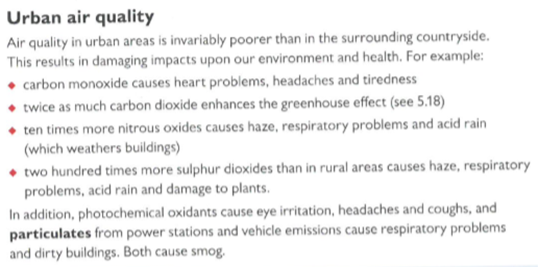 Urban air quality
Air quality in urban areas is invariably poorer than in the surrounding countryside.
This results in damaging impacts upon our environment and health. For example:
◆ carbon monoxide causes heart problems, headaches and tiredness
◆ twice as much carbon dioxide enhances the greenhouse effect (see 5.18)
◆ ten times more nitrous oxides causes haze, respiratory problems and acid rain
(which weathers buildings)
◆ two hundred times more sulphur dioxides than in rural areas causes haze, respiratory
problems, acid rain and damage to plants.
In addition, photochemical oxidants cause eye irritation, headaches and coughs, and
particulates from power stations and vehicle emissions cause respiratory problems
and dirty buildings. Both cause smog.